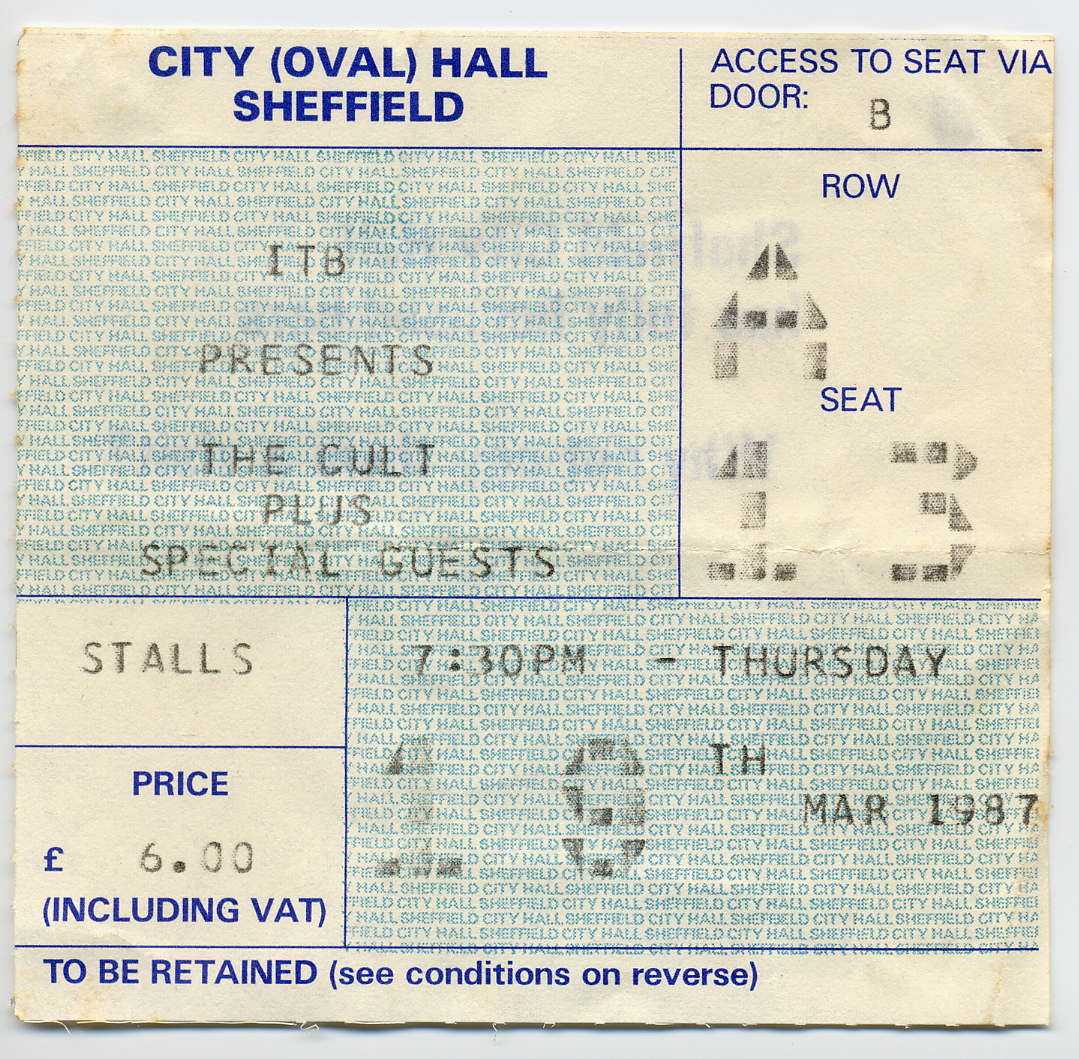 CITY (OVAL) HALL
SHEFFIELD
ACCESS TO SEAT VIA
DOOR: B
ITB
PRESENTS
THE CULT
PLUS
SPECIAL GUESTS
ROW
A
SEAT
13
STALLS
7:30PM - THURSDAY
19 TH
MAR 1987
PRICE
£ 6.00
(INCLUDING VAT)
TO BE RETAINED (see conditions on reverse)